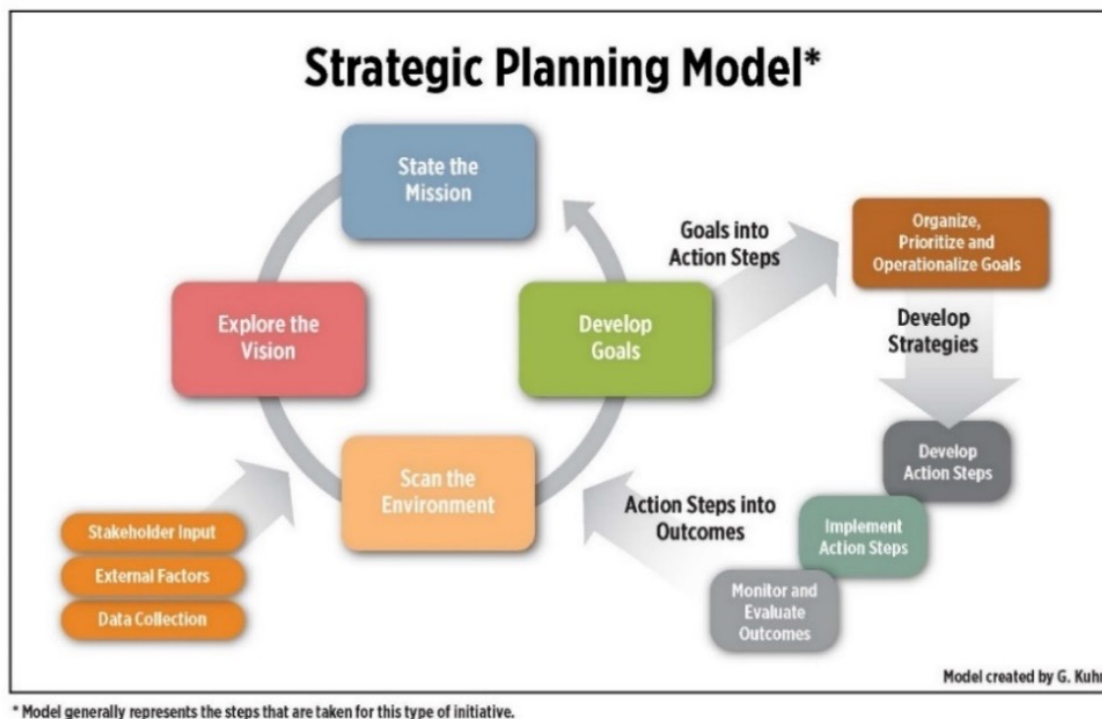 Strategic Planning Model*
State the
Mission
Explore the
Vision
Develop
Goals
Scan the
Environment
Goals into
Action Steps
Organize,
Prioritize and
Operationalize Goals
Develop
Strategies
Develop
Action Steps
Implement
Action Steps
Monitor and
Evaluate
Outcomes
Action Steps into
Outcomes
Stakeholder Input
External Factors
Data Collection
Model created by G. Kuhn
* Model generally represents the steps that are taken for this type of initiative.